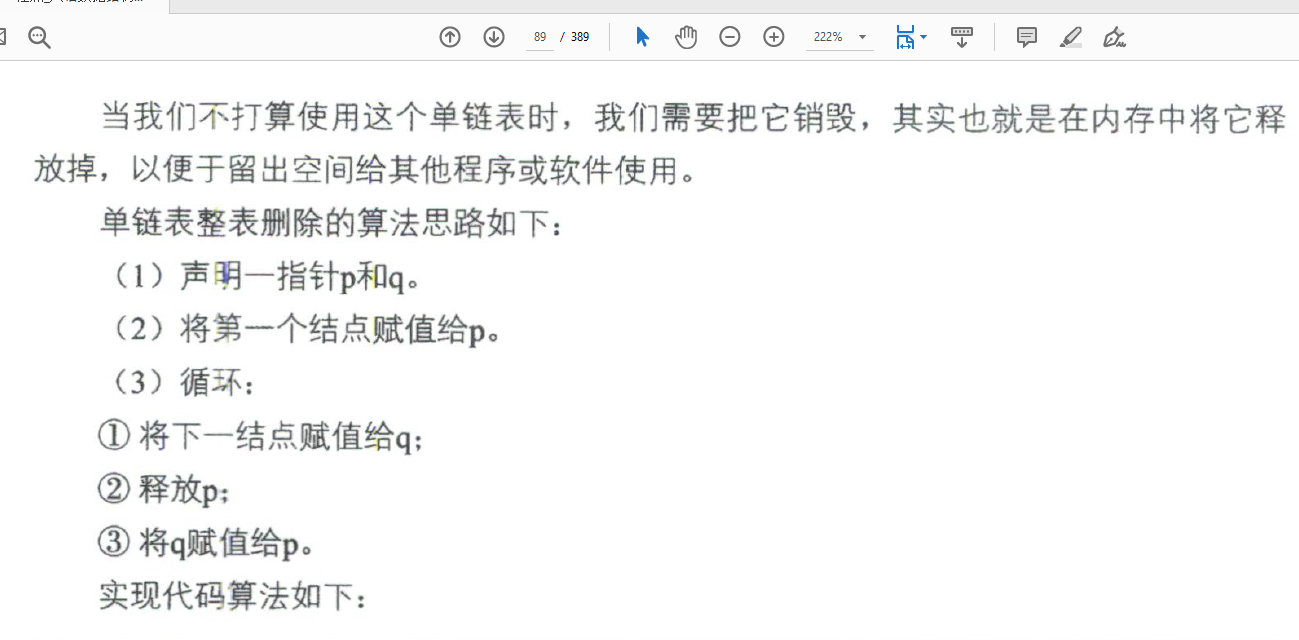 89 / 389
222%
当我们不打算使用这个单链表时，我们需要把它销毁，其实也就是在内存中将它释
放掉，以便于留出空间给其他程序或软件使用。
单链表整表删除的算法思路如下：
（1）声明一指针p和q。
（2）将第一个结点赋值给p。
（3）循环：
① 将下一结点赋值给q；
② 释放p；
③ 将q赋值给p。
实现代码算法如下：